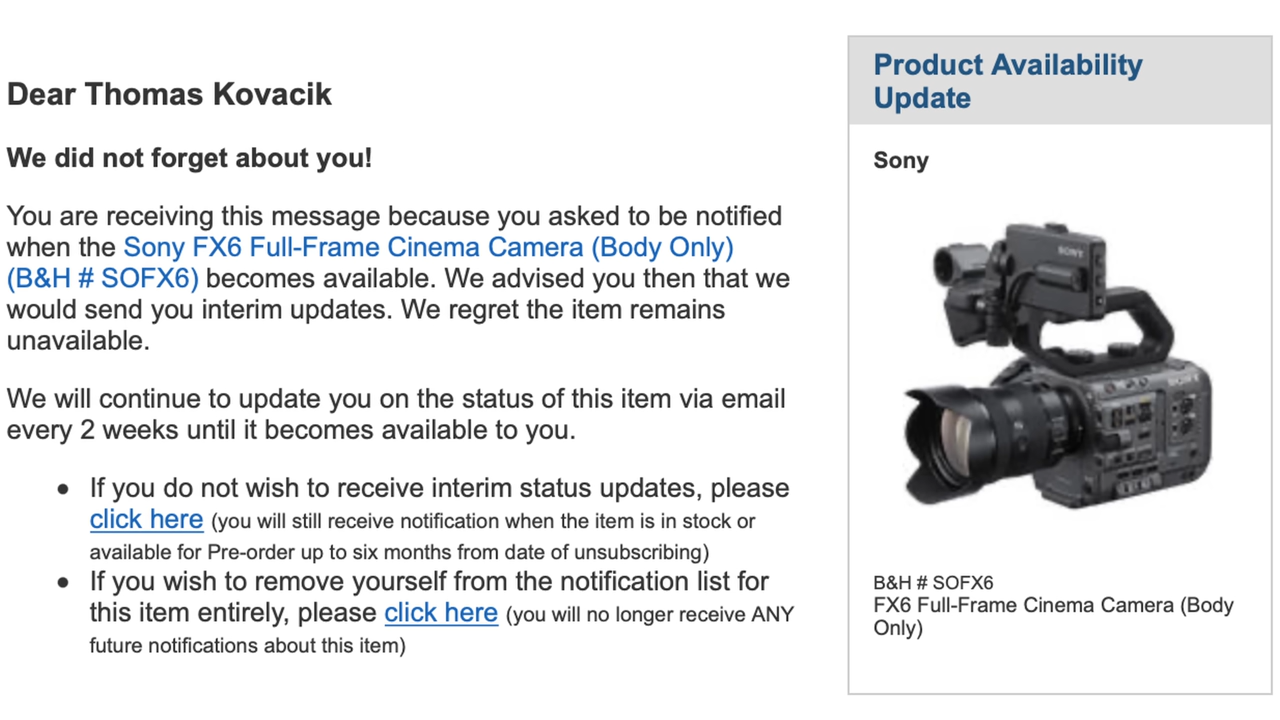 Dear Thomas Kovacik
We did not forget about you!
You are receiving this message because you asked to be notified
when the Sony FX6 Full-Frame Cinema Camera (Body Only)
(B&H # SOFX6) becomes available. We advised you then that we
would send you interim updates. We regret the item remains
unavailable.
We will continue to update you on the status of this item via email
every 2 weeks until it becomes available to you.
• If you do not wish to receive interim status updates, please
click here (you will still receive notification when the item is in stock or
available for Pre-order up to six months from date of unsubscribing)
• If you wish to remove yourself from the notification list for
this item entirely, please click here (you will no longer receive ANY
future notifications about this item)
Product Availability
Update
Sony
SONY
SONY
B&H # SOFX6
FX6 Full-Frame Cinema Camera (Body
Only)